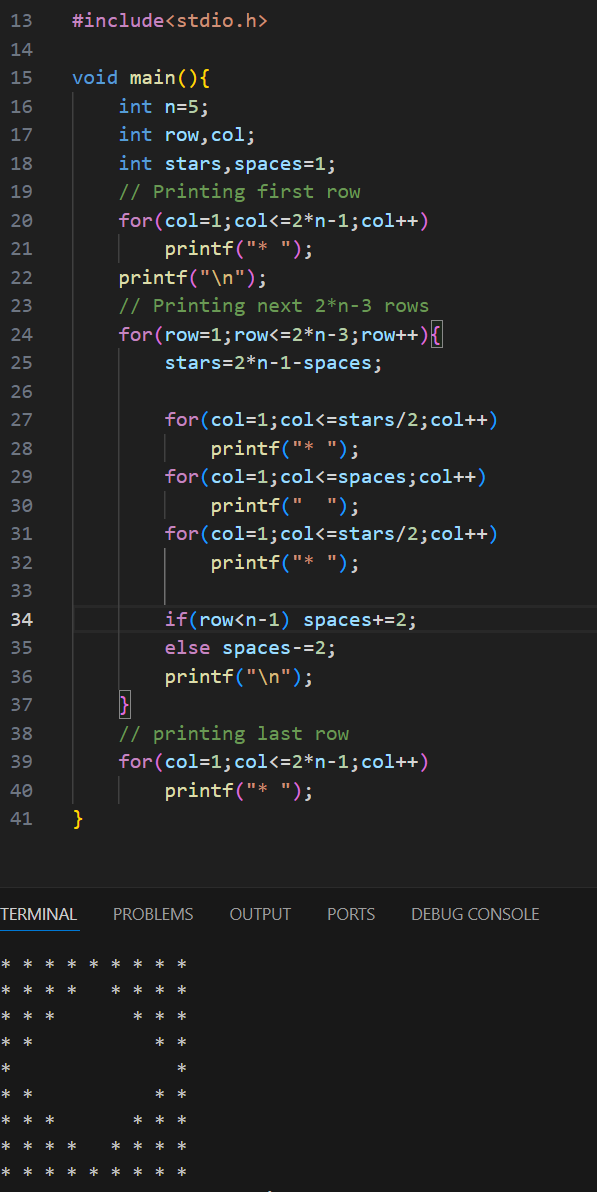 13 #include<stdio.h>
14
15 void main(){
16     int n=5;
17     int row,col;
18     int stars,spaces=1;
19     // Printing first row
20     for(col=1;col<=2*n-1;col++)
21         printf("* ");
22     printf("\n");
23     // Printing next 2*n-3 rows
24     for(row=1;row<=2*n-3;row++){
25         stars=2*n-1-spaces;
26
27         for(col=1;col<=stars/2;col++)
28             printf("* ");
29         for(col=1;col<=spaces;col++)
30             printf("  ");
31         for(col=1;col<=stars/2;col++)
32             printf("* ");
33
34         if(row<n-1) spaces+=2;
35         else spaces-=2;
36         printf("\n");
37     }
38     // printing last row
39     for(col=1;col<=2*n-1;col++)
40         printf("* ");
41 }
TERMINAL PROBLEMS OUTPUT PORTS DEBUG CONSOLE
* * * * * * * * *
* * * *   * * * *
* * *       * * *
* *           * *
*               *
* *           * *
* * *       * * *
* * * *   * * * *
* * * * * * * * *